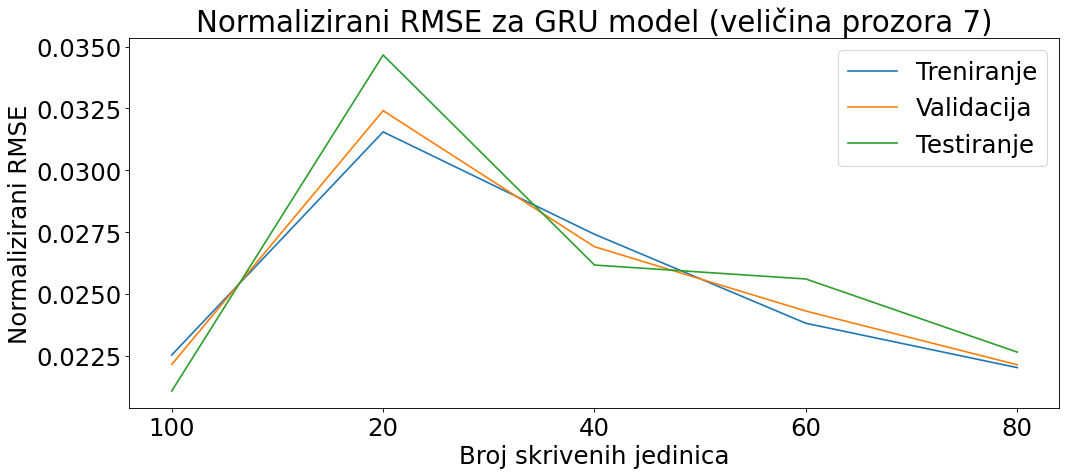 Normalizirani RMSE za GRU model (veličina prozora 7)
Normalizirani RMSE
0.0350
0.0325
0.0300
0.0275
0.0250
0.0225
Treniranje
Validacija
Testiranje
100 20 40 60 80
Broj skrivenih jedinica